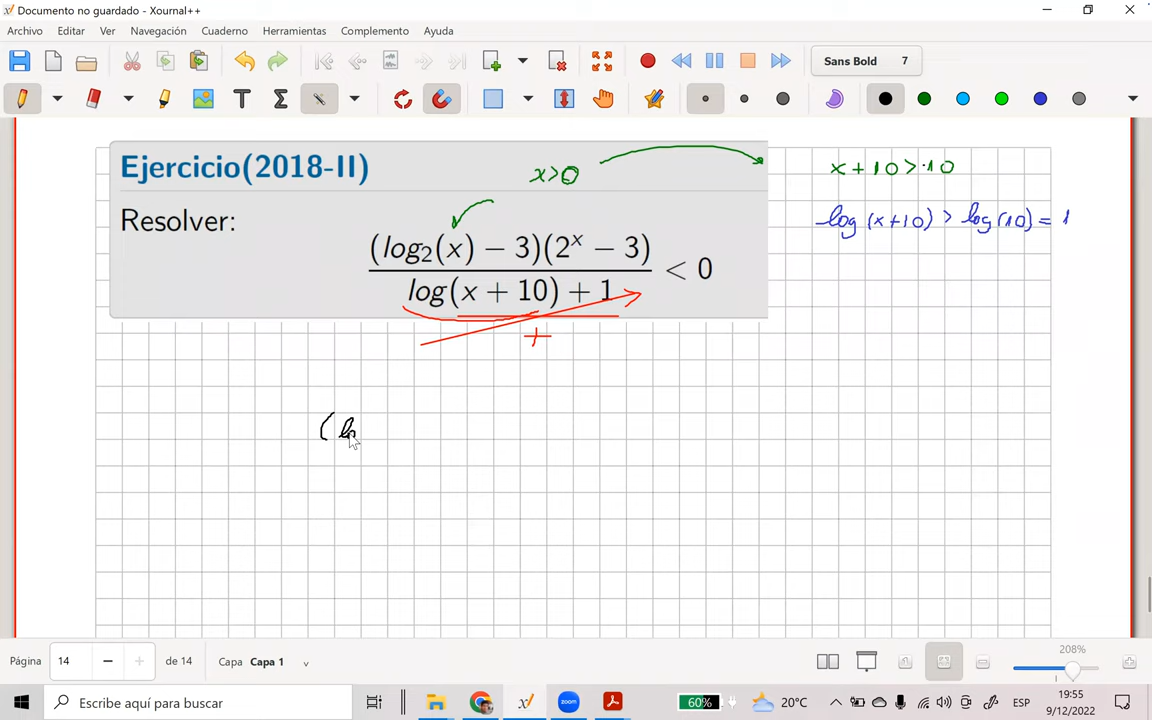 Documento no guardado - Xournal++
Archivo Editar Ver Navegación Cuaderno Herramientas Complemento Ayuda
Sans Bold 7
Ejercicio(2018-II)
x>0
x+10>10
Resolver:
log(x+10) > log(10) = 1
(log₂(x) − 3)(2ˣ − 3)
< 0
log(x + 10) + 1
+
(lo
208%
Página 14 de 14 Capa Capa 1
Escribe aquí para buscar
60% 20°C ESP 19:55
9/12/2022